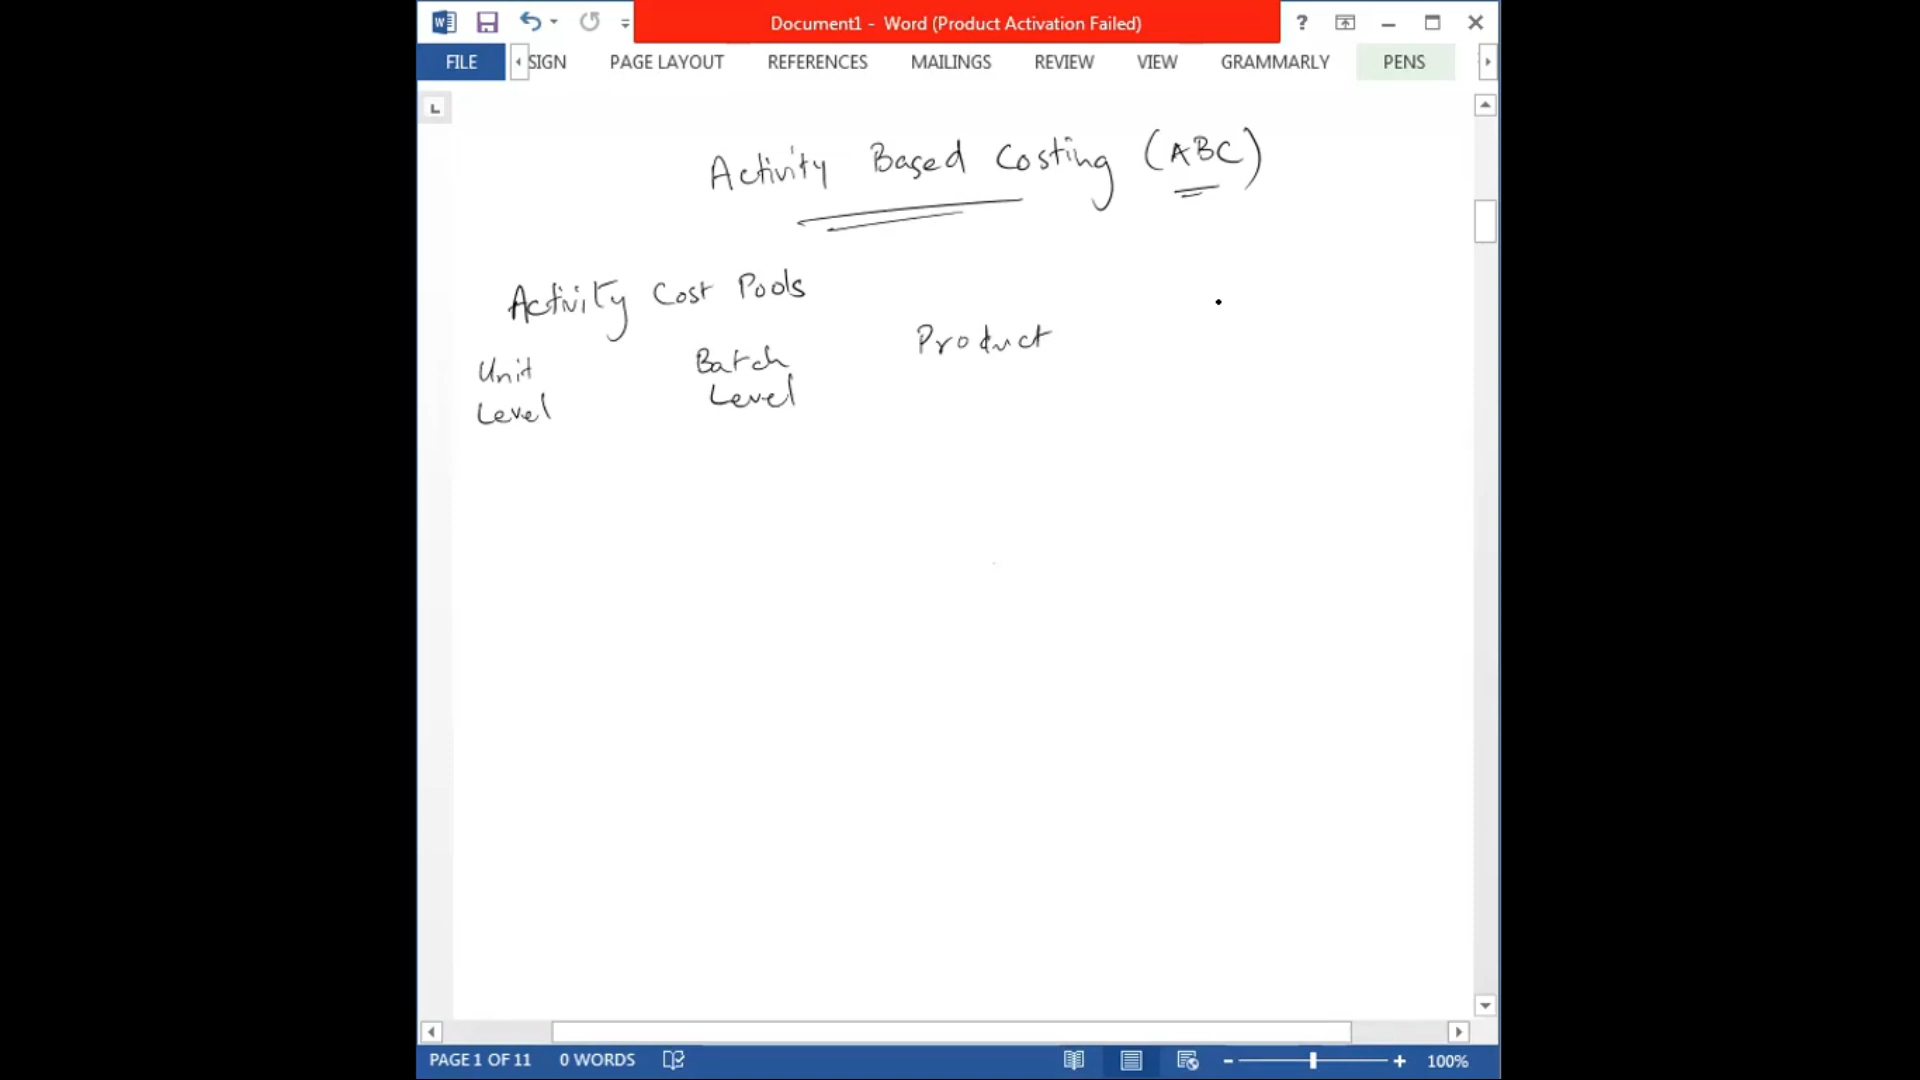 Document1 - Word (Product Activation Failed)
FILE SIGN PAGE LAYOUT REFERENCES MAILINGS REVIEW VIEW GRAMMARLY PENS
Activity Based Costing (ABC)
Activity Cost Pools
Unit Level
Batch Level
Product
PAGE 1 OF 11 0 WORDS 100%